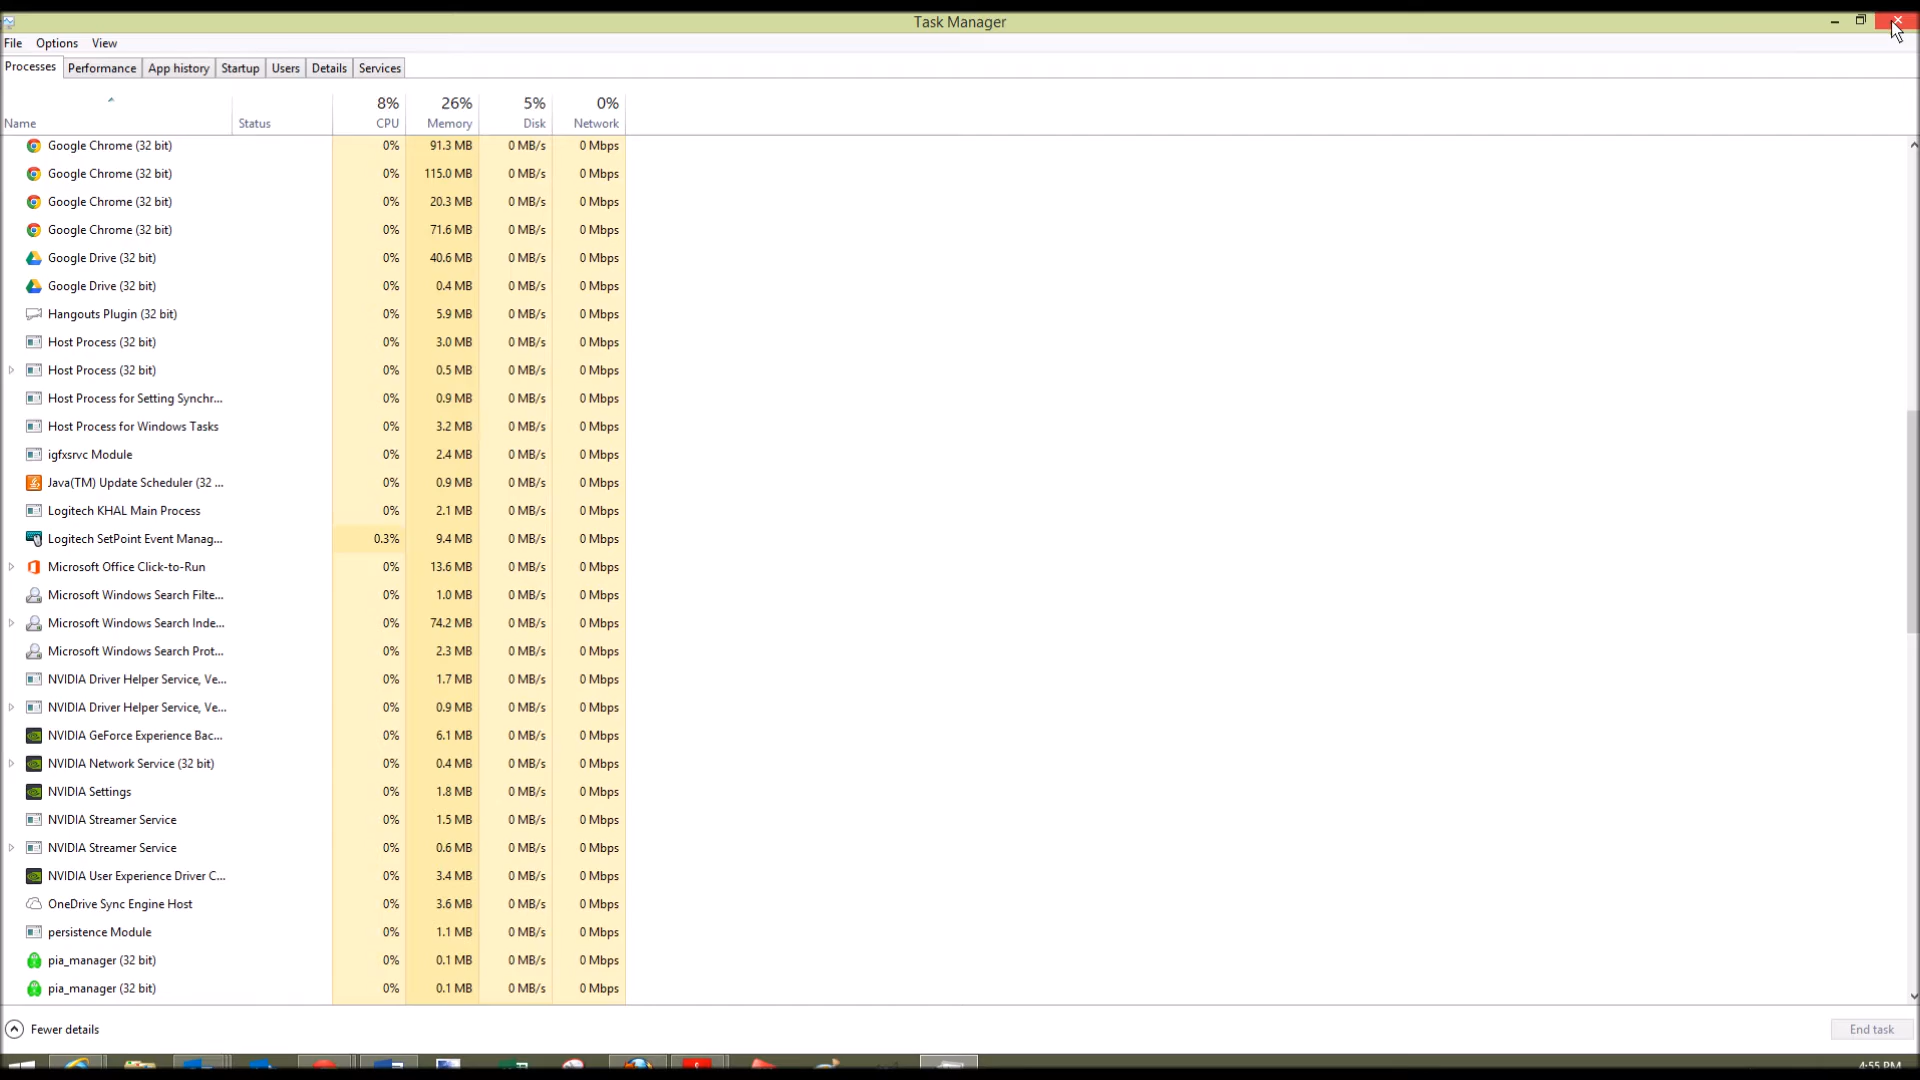 Task Manager
File Options View
Processes Performance App history Startup Users Details Services
8% 26% 5% 0%
Name Status CPU Memory Disk Network
Google Chrome (32 bit) 0% 91.3 MB 0 MB/s 0 Mbps
Google Chrome (32 bit) 0% 115.0 MB 0 MB/s 0 Mbps
Google Chrome (32 bit) 0% 20.3 MB 0 MB/s 0 Mbps
Google Chrome (32 bit) 0% 71.6 MB 0 MB/s 0 Mbps
Google Drive (32 bit) 0% 40.6 MB 0 MB/s 0 Mbps
Google Drive (32 bit) 0% 0.4 MB 0 MB/s 0 Mbps
Hangouts Plugin (32 bit) 0% 5.9 MB 0 MB/s 0 Mbps
Host Process (32 bit) 0% 3.0 MB 0 MB/s 0 Mbps
Host Process (32 bit) 0% 0.5 MB 0 MB/s 0 Mbps
Host Process for Setting Synchr... 0% 0.9 MB 0 MB/s 0 Mbps
Host Process for Windows Tasks 0% 3.2 MB 0 MB/s 0 Mbps
igfxsrvc Module 0% 2.4 MB 0 MB/s 0 Mbps
Java(TM) Update Scheduler (32 ... 0% 0.9 MB 0 MB/s 0 Mbps
Logitech KHAL Main Process 0% 2.1 MB 0 MB/s 0 Mbps
Logitech SetPoint Event Manag... 0.3% 9.4 MB 0 MB/s 0 Mbps
Microsoft Office Click-to-Run 0% 13.6 MB 0 MB/s 0 Mbps
Microsoft Windows Search Filte... 0% 1.0 MB 0 MB/s 0 Mbps
Microsoft Windows Search Inde... 0% 74.2 MB 0 MB/s 0 Mbps
Microsoft Windows Search Prot... 0% 2.3 MB 0 MB/s 0 Mbps
NVIDIA Driver Helper Service, Ve... 0% 1.7 MB 0 MB/s 0 Mbps
NVIDIA Driver Helper Service, Ve... 0% 0.9 MB 0 MB/s 0 Mbps
NVIDIA GeForce Experience Bac... 0% 6.1 MB 0 MB/s 0 Mbps
NVIDIA Network Service (32 bit) 0% 0.4 MB 0 MB/s 0 Mbps
NVIDIA Settings 0% 1.8 MB 0 MB/s 0 Mbps
NVIDIA Streamer Service 0% 1.5 MB 0 MB/s 0 Mbps
NVIDIA Streamer Service 0% 0.6 MB 0 MB/s 0 Mbps
NVIDIA User Experience Driver C... 0% 3.4 MB 0 MB/s 0 Mbps
OneDrive Sync Engine Host 0% 3.6 MB 0 MB/s 0 Mbps
persistence Module 0% 1.1 MB 0 MB/s 0 Mbps
pia_manager (32 bit) 0% 0.1 MB 0 MB/s 0 Mbps
pia_manager (32 bit) 0% 0.1 MB 0 MB/s 0 Mbps
Fewer details End task
4:55 PM